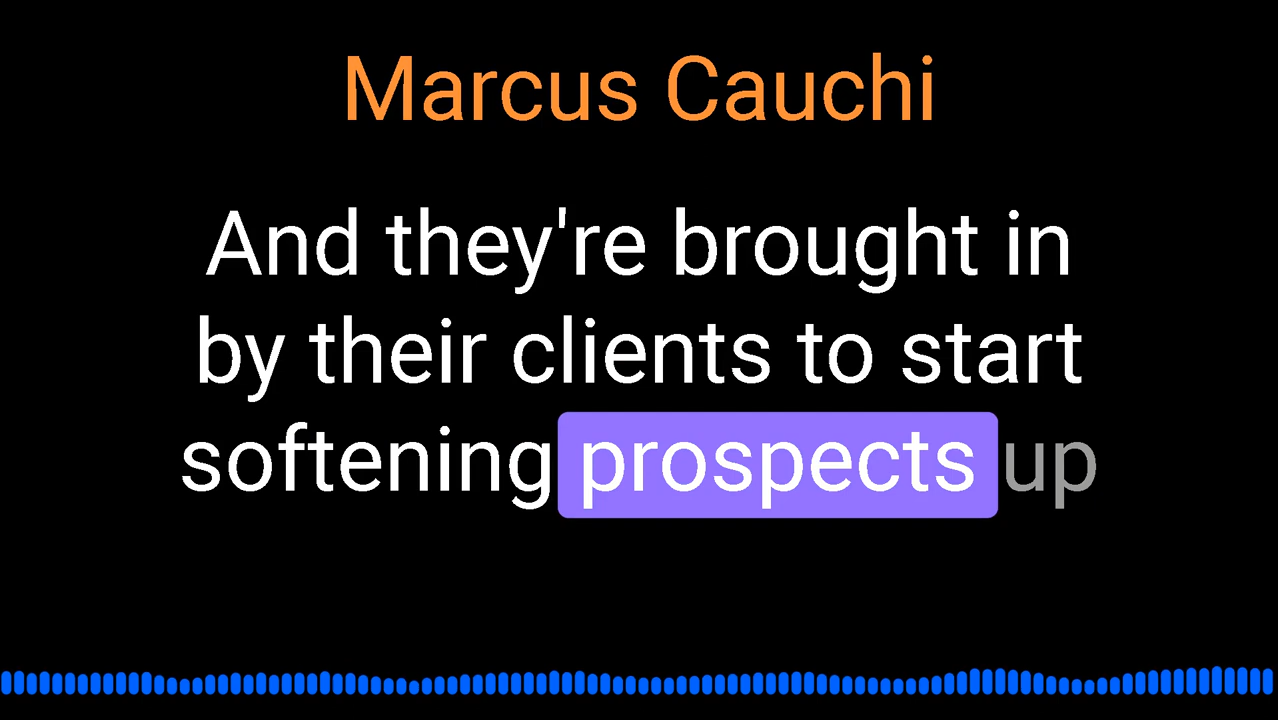 Marcus Cauchi
And they're brought in
by their clients to start
softening prospects up